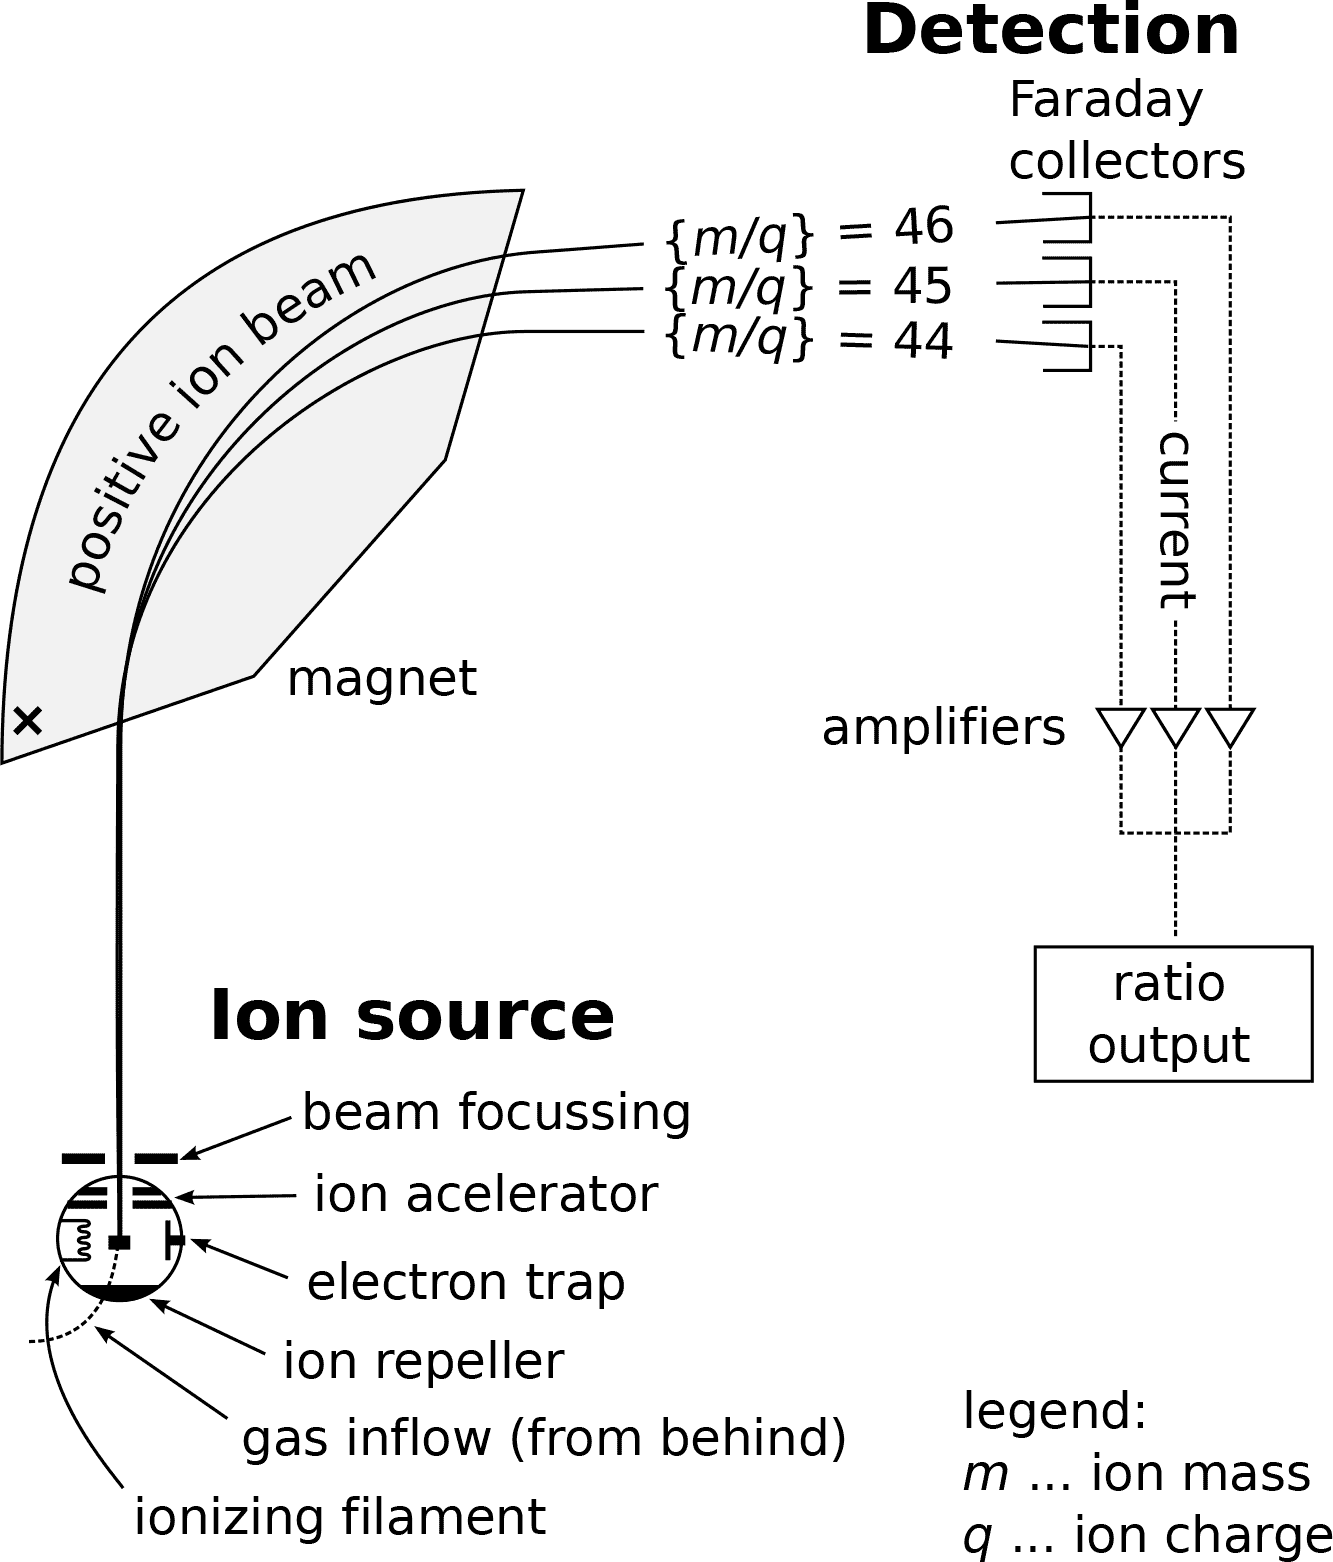 Detection
Faraday
collectors
{m/q} = 46
{m/q} = 45
{m/q} = 44
positive ion beam
current
magnet
amplifiers
ratio
output
Ion source
beam focussing
ion acelerator
electron trap
ion repeller
gas inflow (from behind)
ionizing filament
legend:
m ... ion mass
q ... ion charge